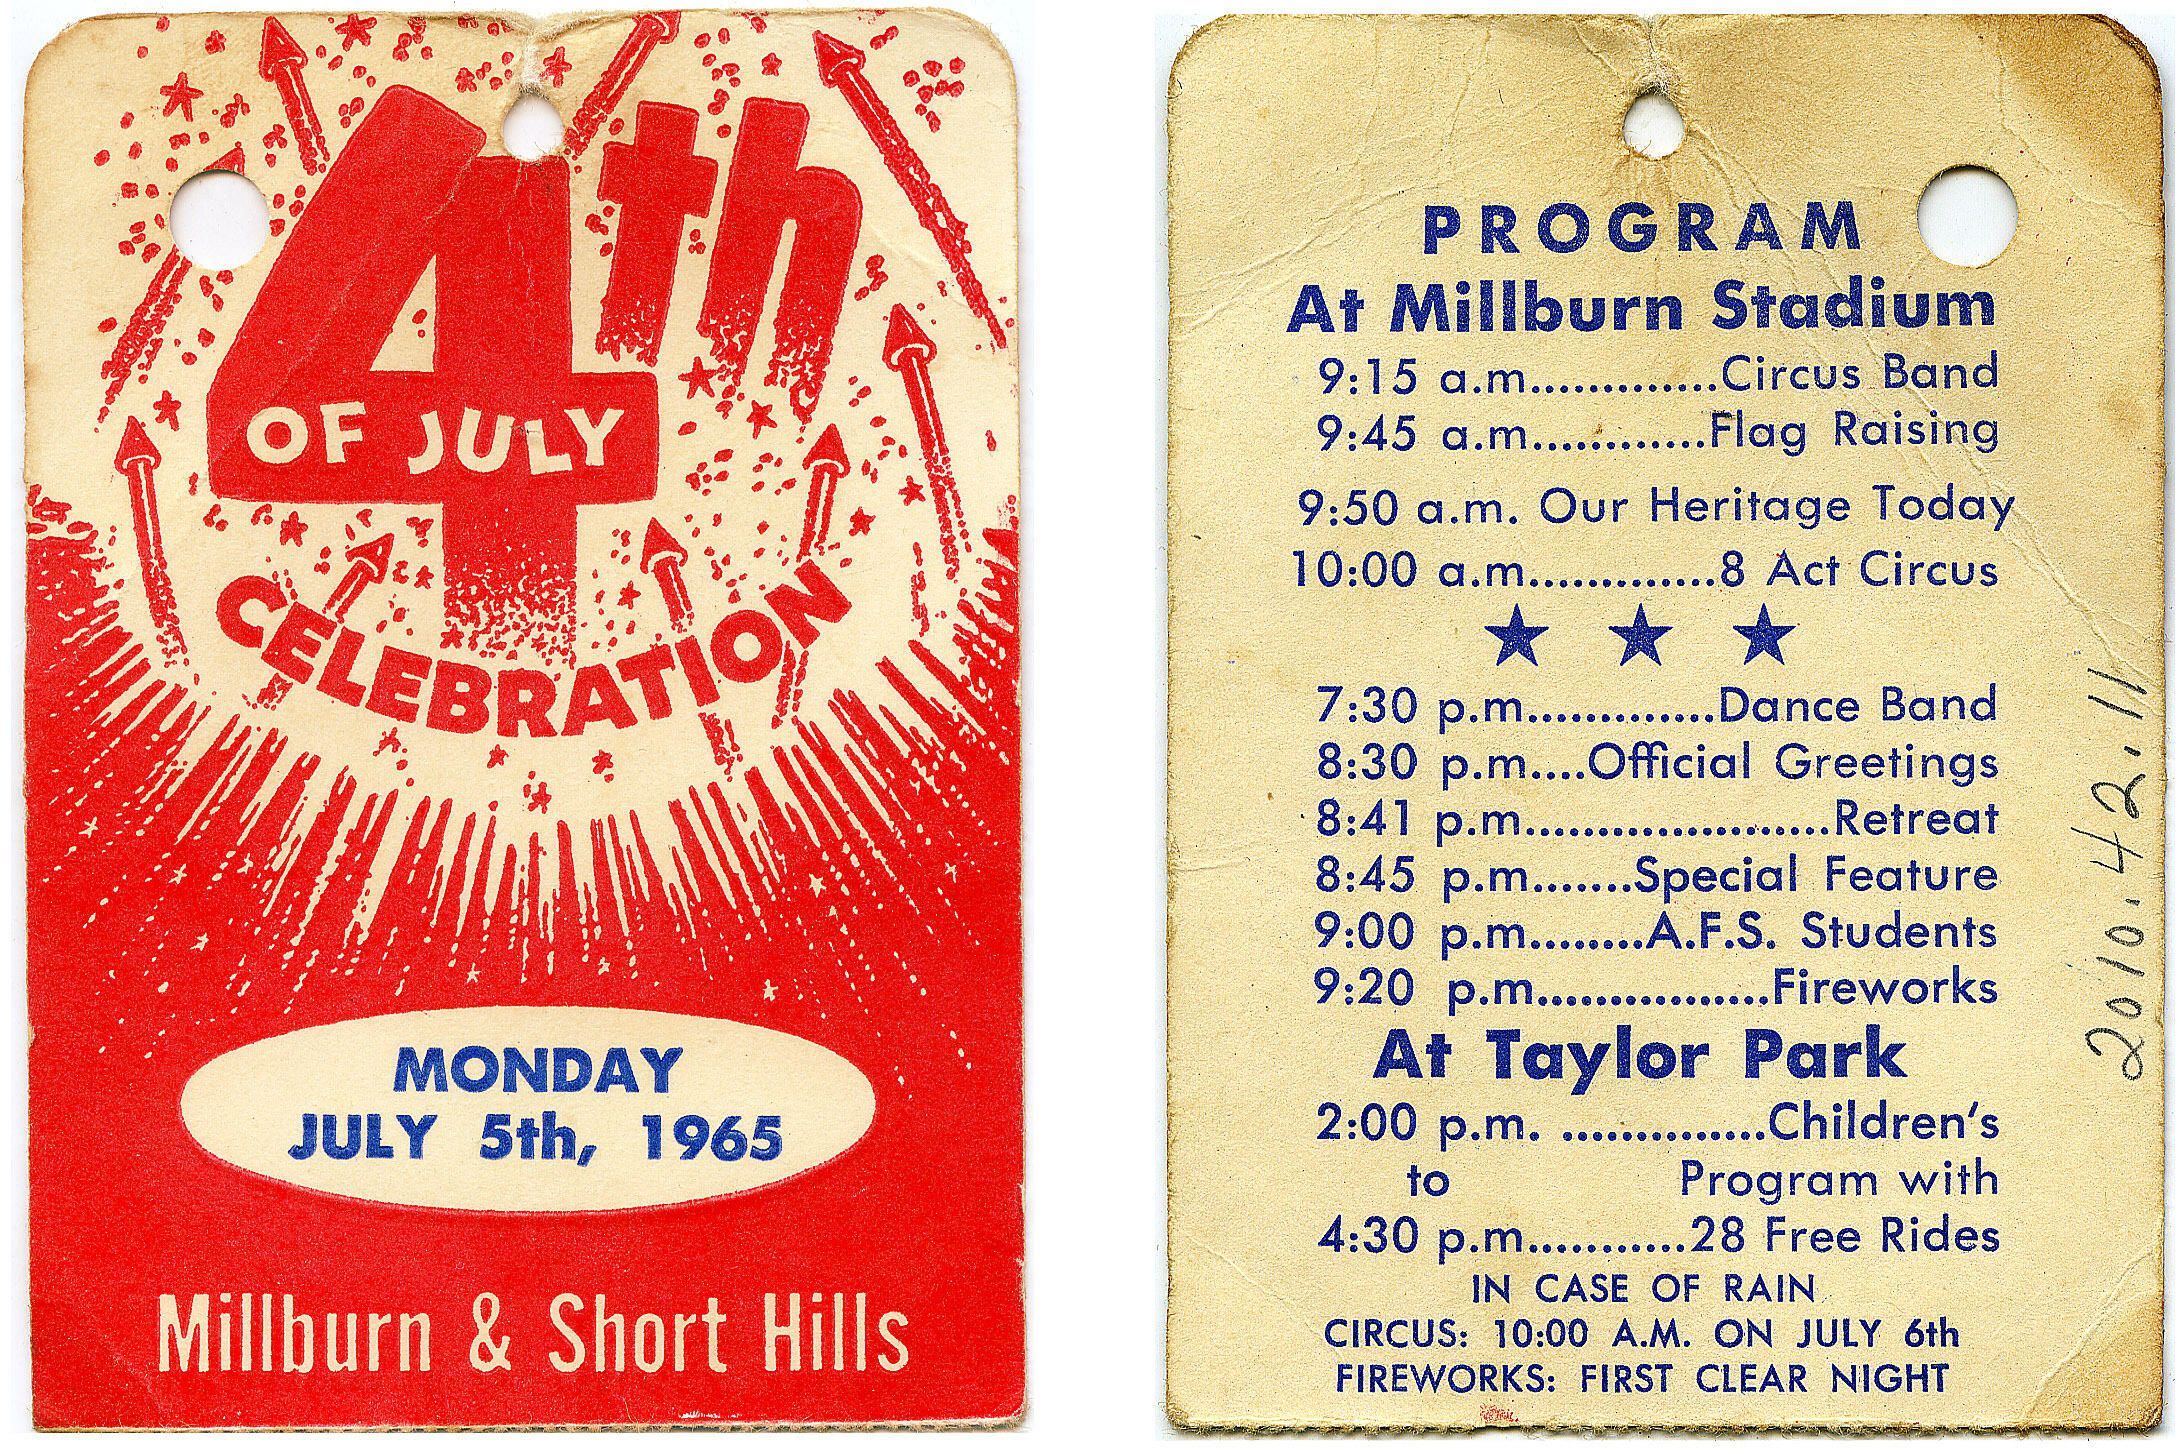 4th
OF JULY
CELEBRATION
MONDAY
JULY 5th, 1965
Millburn & Short Hills
PROGRAM
At Millburn Stadium
9:15 a.m.............Circus Band
9:45 a.m............Flag Raising
9:50 a.m. Our Heritage Today
10:00 a.m.............8 Act Circus
7:30 p.m.............Dance Band
8:30 p.m....Official Greetings
8:41 p.m.....................Retreat
8:45 p.m.......Special Feature
9:00 p.m........A.F.S. Students
9:20 p.m................Fireworks
At Taylor Park
2:00 p.m. ..............Children's
to Program with
4:30 p.m...........28 Free Rides
IN CASE OF RAIN
CIRCUS: 10:00 A.M. ON JULY 6th
FIREWORKS: FIRST CLEAR NIGHT
2010.42.11